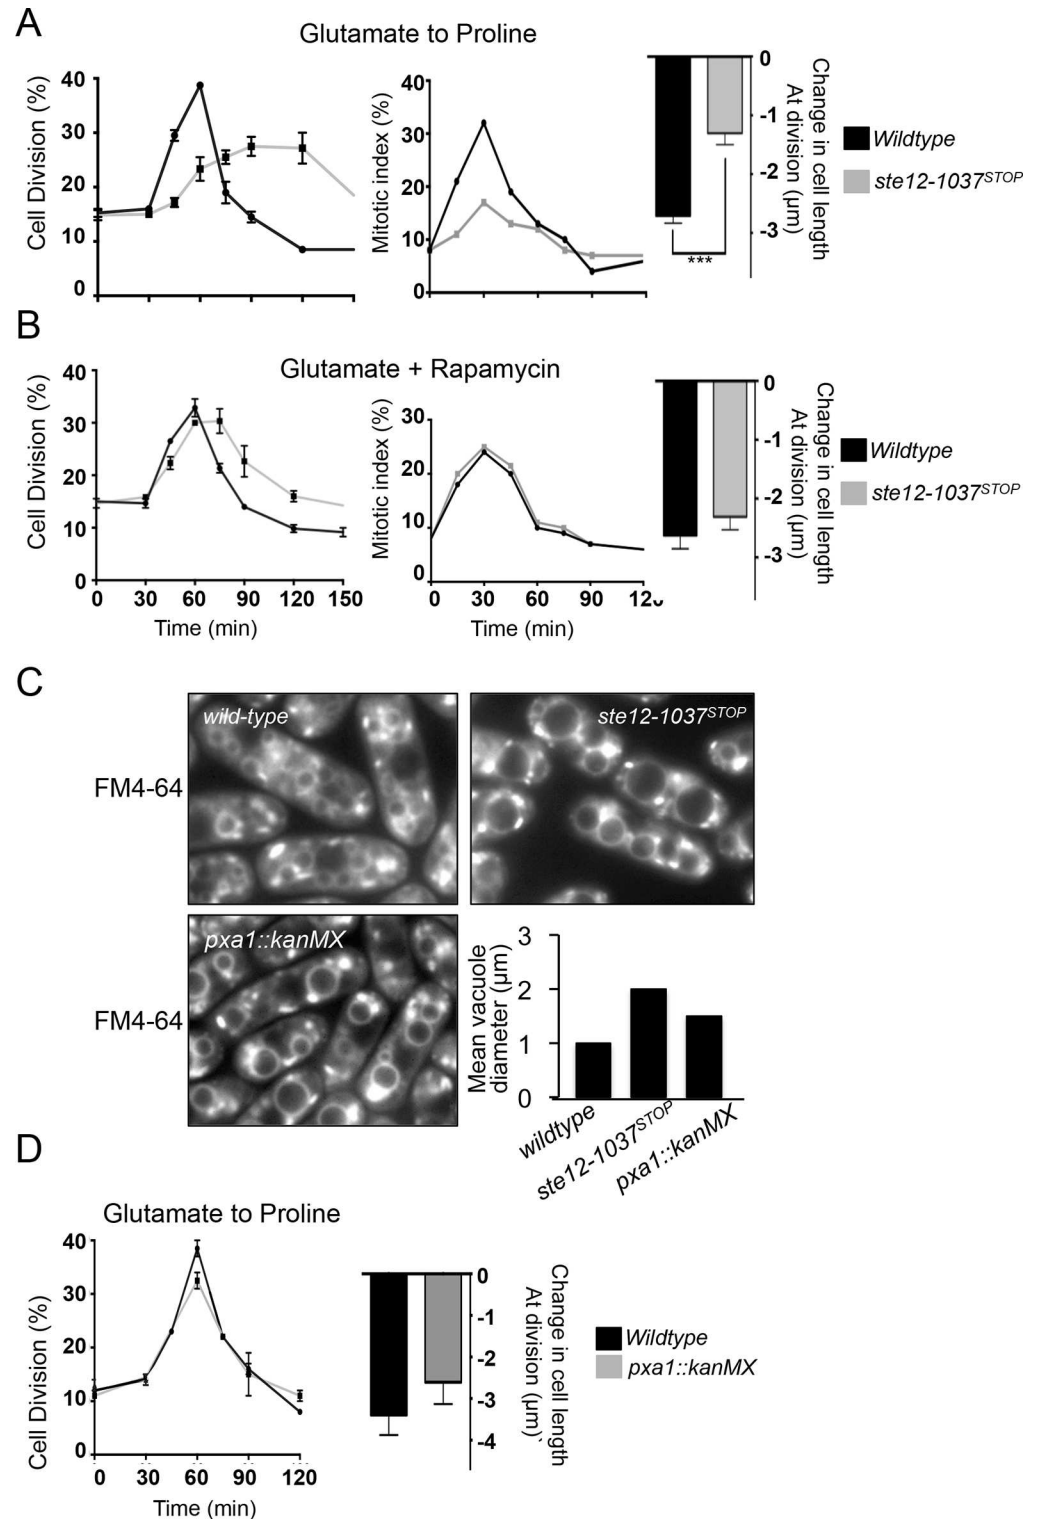 A
Glutamate to Proline
Cell Division (%)
40
30
20
10
0
Mitotic index (%)
40
30
20
10
0
0
-1
-2
-3
Change in cell length
At division (µm)
***
Wildtype
ste12-1037STOP
B
Glutamate + Rapamycin
Cell Division (%)
40
30
20
10
0
0 30 60 90 120 150
Time (min)
Mitotic index (%)
30
20
10
0
0 30 60 90
Time (min)
0
-1
-2
-3
Change in cell length
At division (µm)
Wildtype
ste12-1037STOP
C
FM4-64
wild-type
ste12-1037STOP
FM4-64
pxa1::kanMX
Mean vacuole
diameter (µm)
3
2
1
0
wildtype
ste12-1037STOP
pxa1::kanMX
D
Glutamate to Proline
Cell Division (%)
40
30
20
10
0
0 30 60 90 120
Time (min)
0
-1
-2
-3
-4
Change in cell length
At division (µm)`
Wildtype
pxa1::kanMX